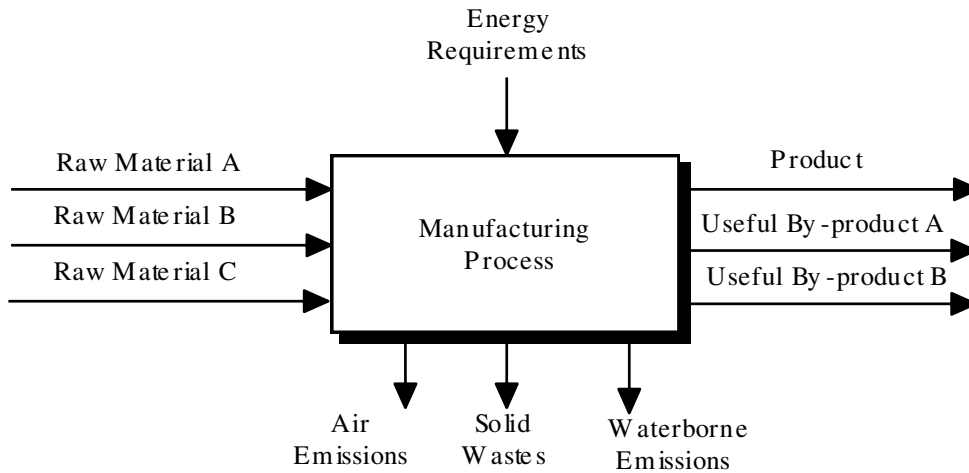 Energy
Requirements
Raw Material A
Raw Material B
Raw Material C
Manufacturing
Process
Product
Useful By-product A
Useful By-product B
Air
Emissions
Solid
Wastes
Waterborne
Emissions